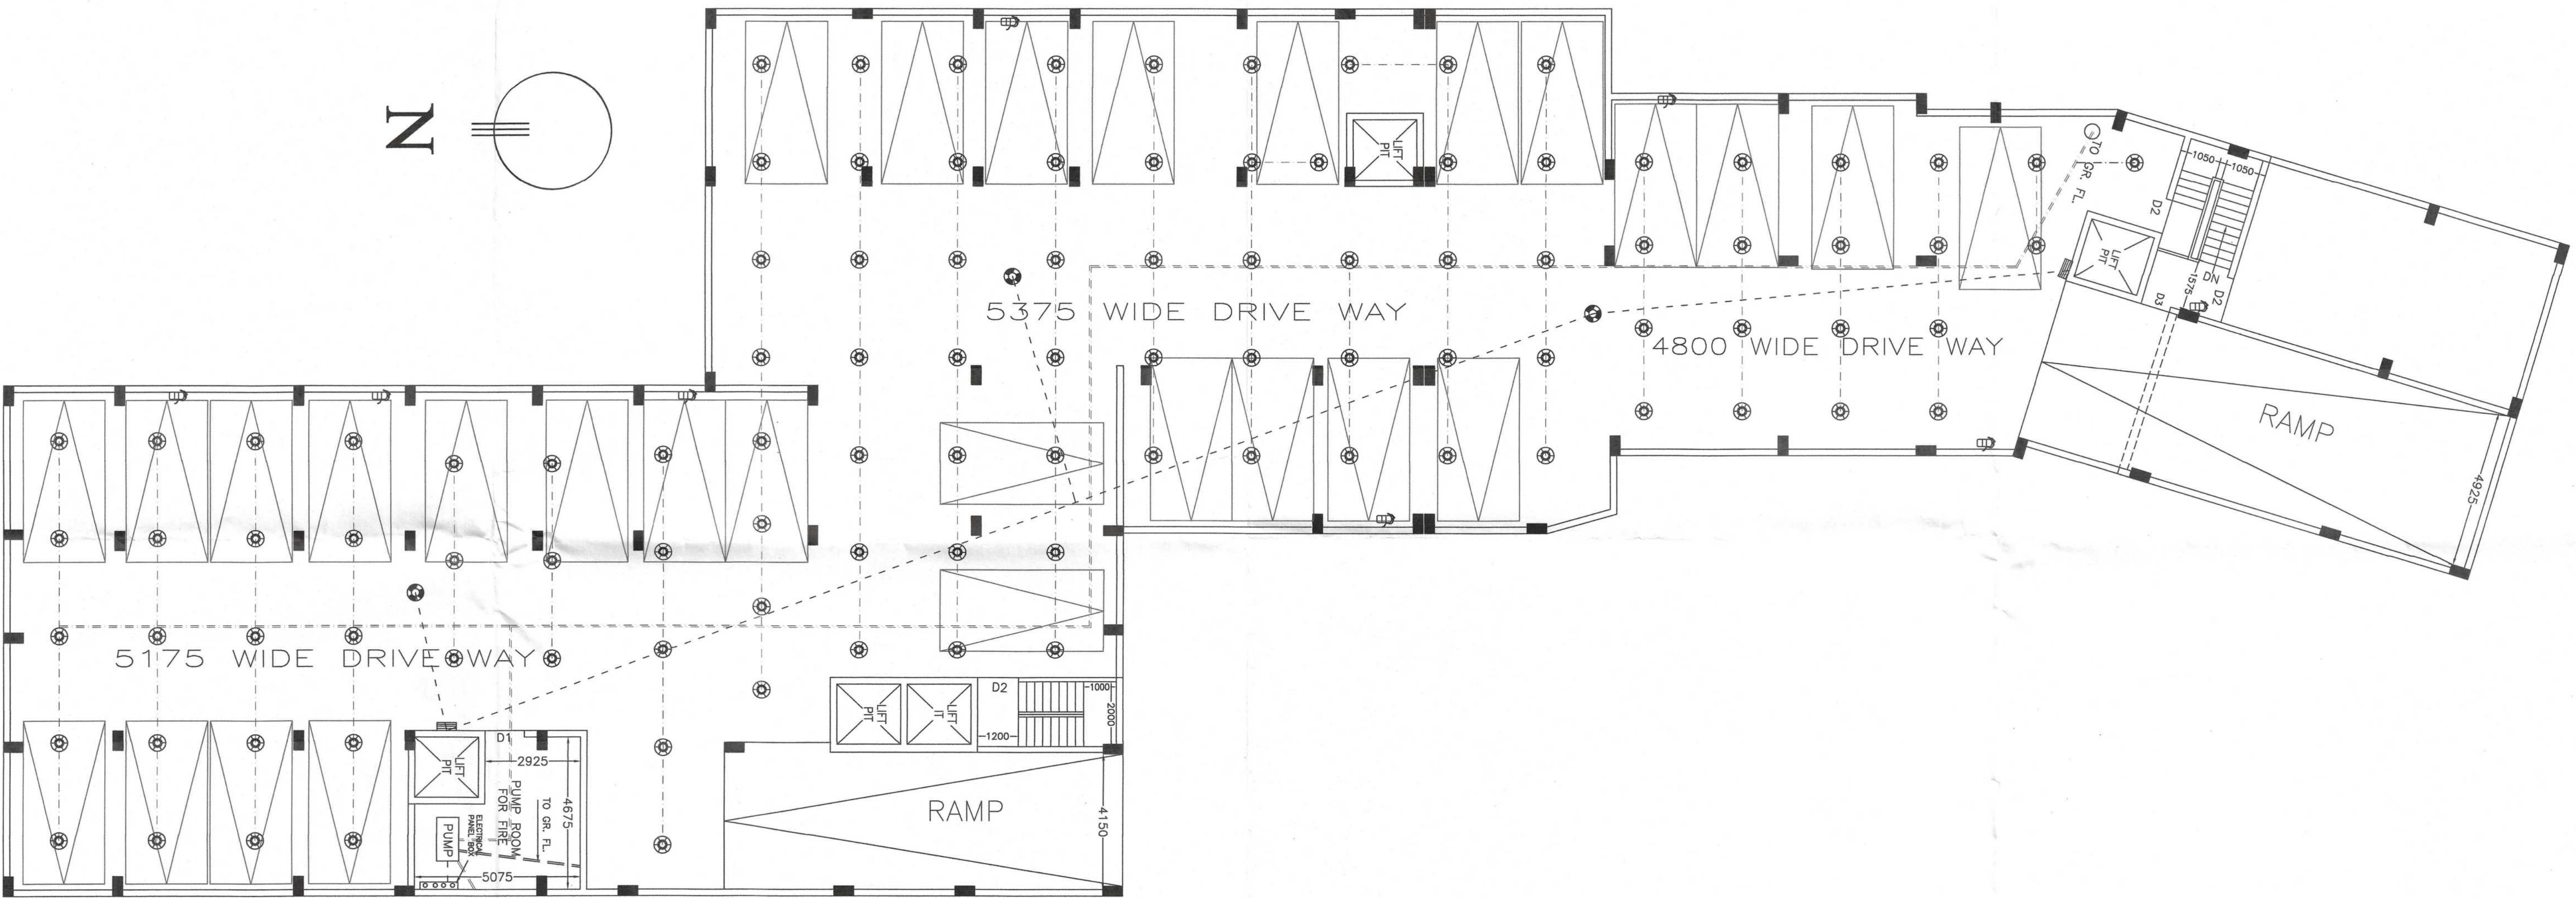 N
LIFT
PIT
TO GR. FL.
1050
1050
D2
LIFT
PIT
DN
1575
D2
D3
5375 WIDE DRIVE WAY
4800 WIDE DRIVE WAY
RAMP
4925
5175 WIDE DRIVE WAY
LIFT
PIT
LIFT
IT
D2
1000
2000
1200
D1
2925
LIFT
PIT
PUMP ROOM
FOR FIRE
TO GR. FL.
4675
ELECTRICAL
PANEL BOX
PUMP
5075
RAMP
4150